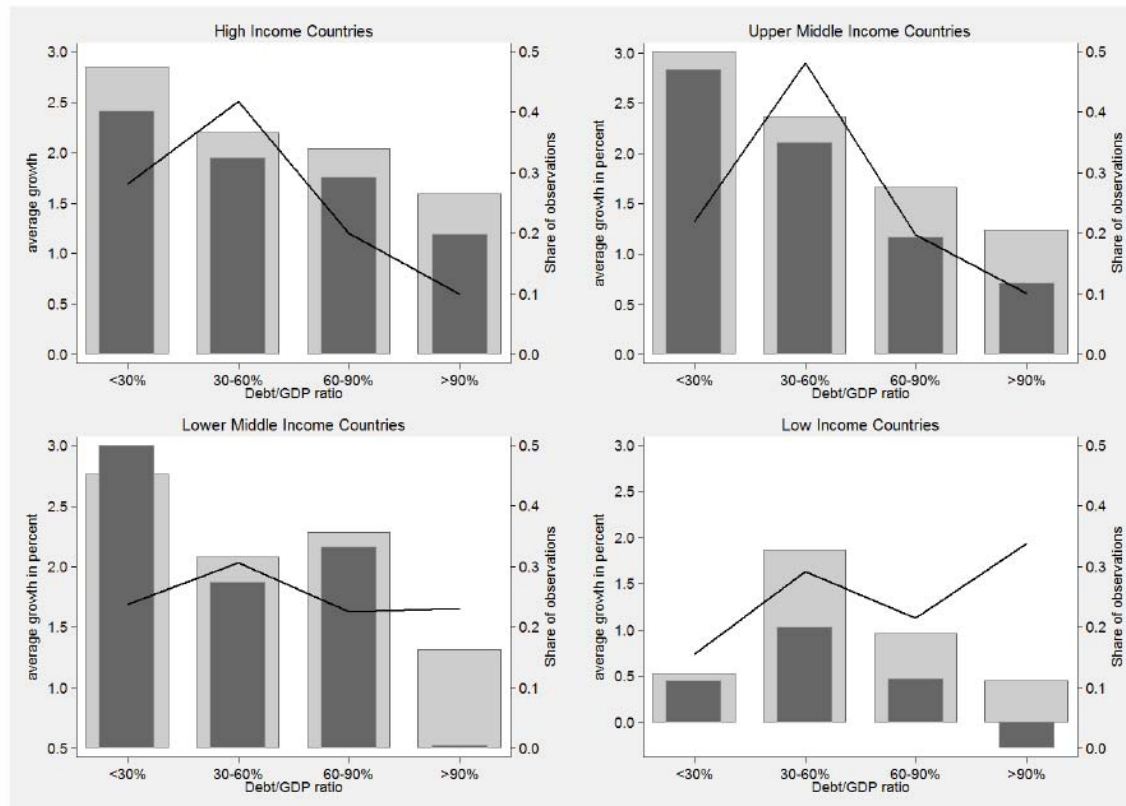 High Income Countries
average growth
3.0
2.5
2.0
1.5
1.0
0.5
0.0
0.5
0.4
0.3
0.2
0.1
0.0
Share of observations
<30% 30-60% 60-90% >90%
Debt/GDP ratio
Upper Middle Income Countries
average growth in percent
3.0
2.5
2.0
1.5
1.0
0.5
0.0
0.5
0.4
0.3
0.2
0.1
0.0
Share of observations
<30% 30-60% 60-90% >90%
Debt/GDP ratio
Lower Middle Income Countries
average growth in percent
3.0
2.5
2.0
1.5
1.0
0.5
0.5
0.4
0.3
0.2
0.1
0.0
Share of observations
<30% 30-60% 60-90% >90%
Debt/GDP ratio
Low Income Countries
average growth in percent
3.0
2.5
2.0
1.5
1.0
0.5
0.0
0.5
0.4
0.3
0.2
0.1
0.0
Share of observations
<30% 30-60% 60-90% >90%
Debt/GDP ratio